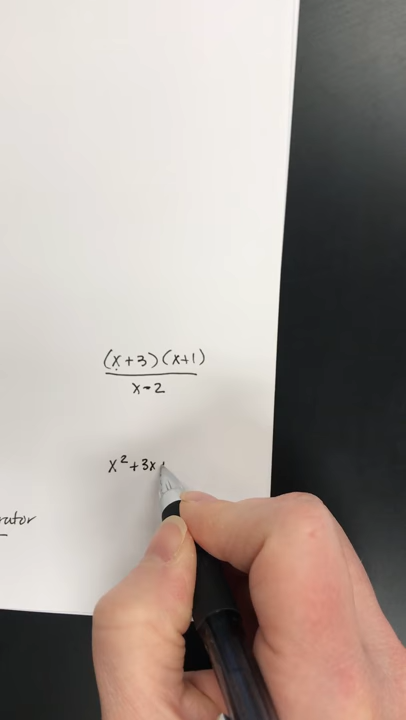 (x+3)(x+1)
x-2
x²+3x